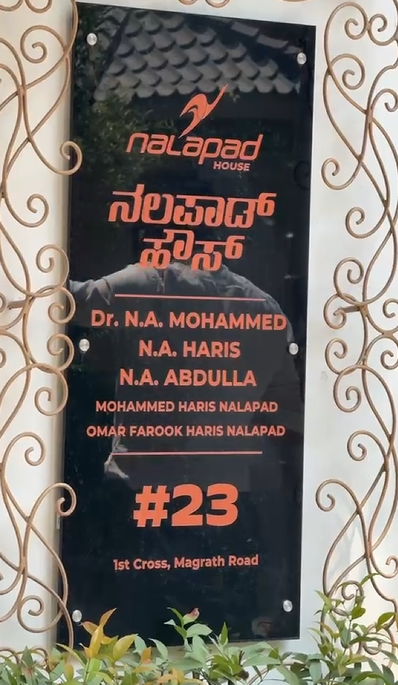 nalapad
HOUSE
ನಲಪಾಡ್
ಹೌಸ್
Dr. N.A. MOHAMMED
N.A. HARIS
N.A. ABDULLA
MOHAMMED HARIS NALAPAD
OMAR FAROOK HARIS NALAPAD
#23
1st Cross, Magrath Road